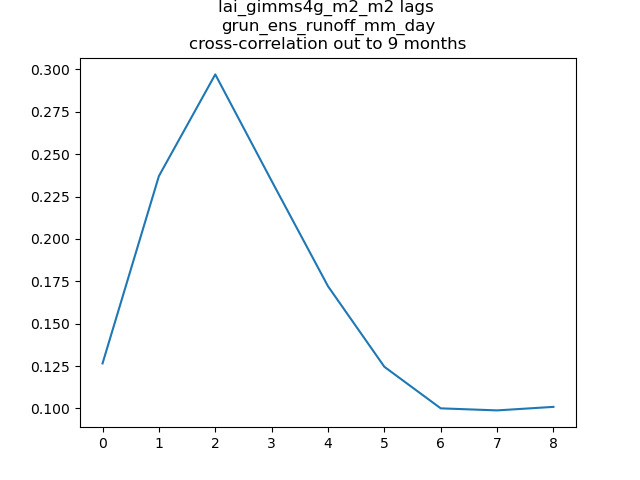 lai_gimms4g_m2_m2 lags
grun_ens_runoff_mm_day
cross-correlation out to 9 months
0.300
0.275
0.250
0.225
0.200
0.175
0.150
0.125
0.100
0 1 2 3 4 5 6 7 8